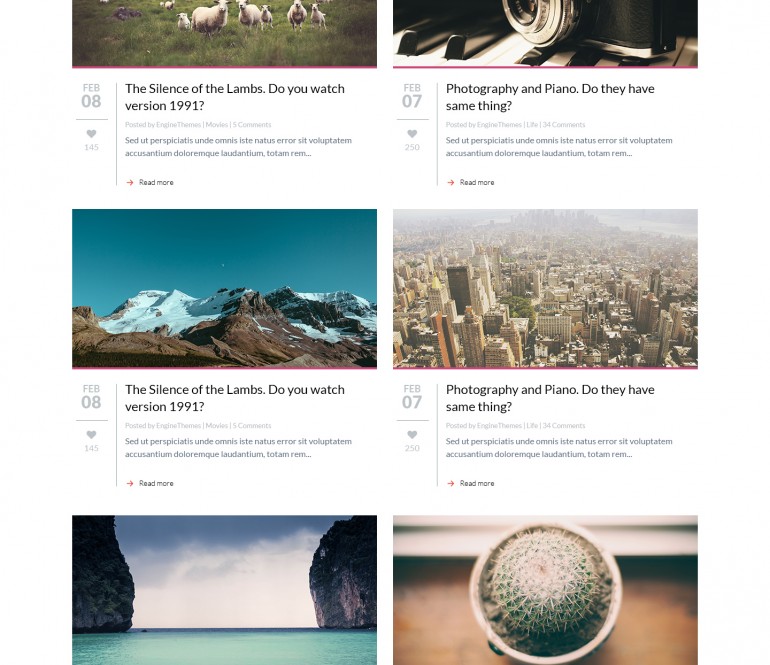 FEB
08
145
The Silence of the Lambs. Do you watch
version 1991?
Posted by EngineThemes | Movies | 5 Comments
Sed ut perspiciatis unde omnis iste natus error sit voluptatem
accusantium doloremque laudantium, totam rem...
Read more
FEB
07
250
Photography and Piano. Do they have
same thing?
Posted by EngineThemes | Life | 34 Comments
Sed ut perspiciatis unde omnis iste natus error sit voluptatem
accusantium doloremque laudantium, totam rem...
Read more
FEB
08
145
The Silence of the Lambs. Do you watch
version 1991?
Posted by EngineThemes | Movies | 5 Comments
Sed ut perspiciatis unde omnis iste natus error sit voluptatem
accusantium doloremque laudantium, totam rem...
Read more
FEB
07
250
Photography and Piano. Do they have
same thing?
Posted by EngineThemes | Life | 34 Comments
Sed ut perspiciatis unde omnis iste natus error sit voluptatem
accusantium doloremque laudantium, totam rem...
Read more